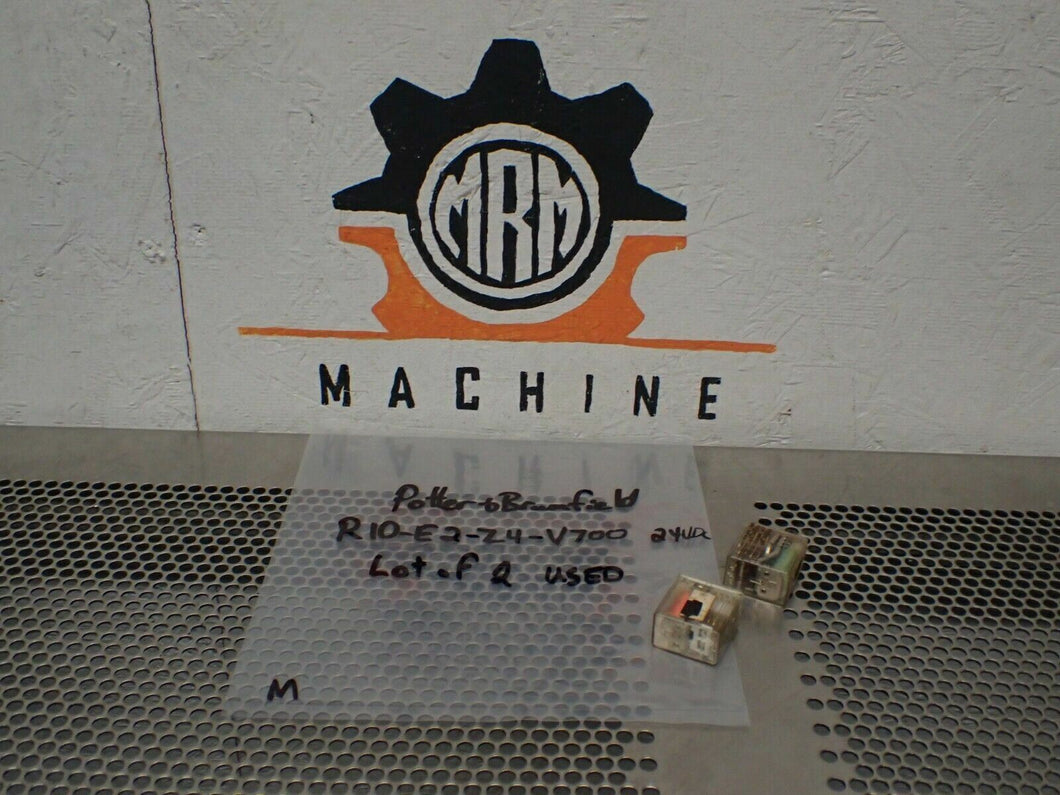 MRM
MACHINE
Potter & Brumfield
R10-E2-Z4-V700 24VDC
Lot of 2 USED
M